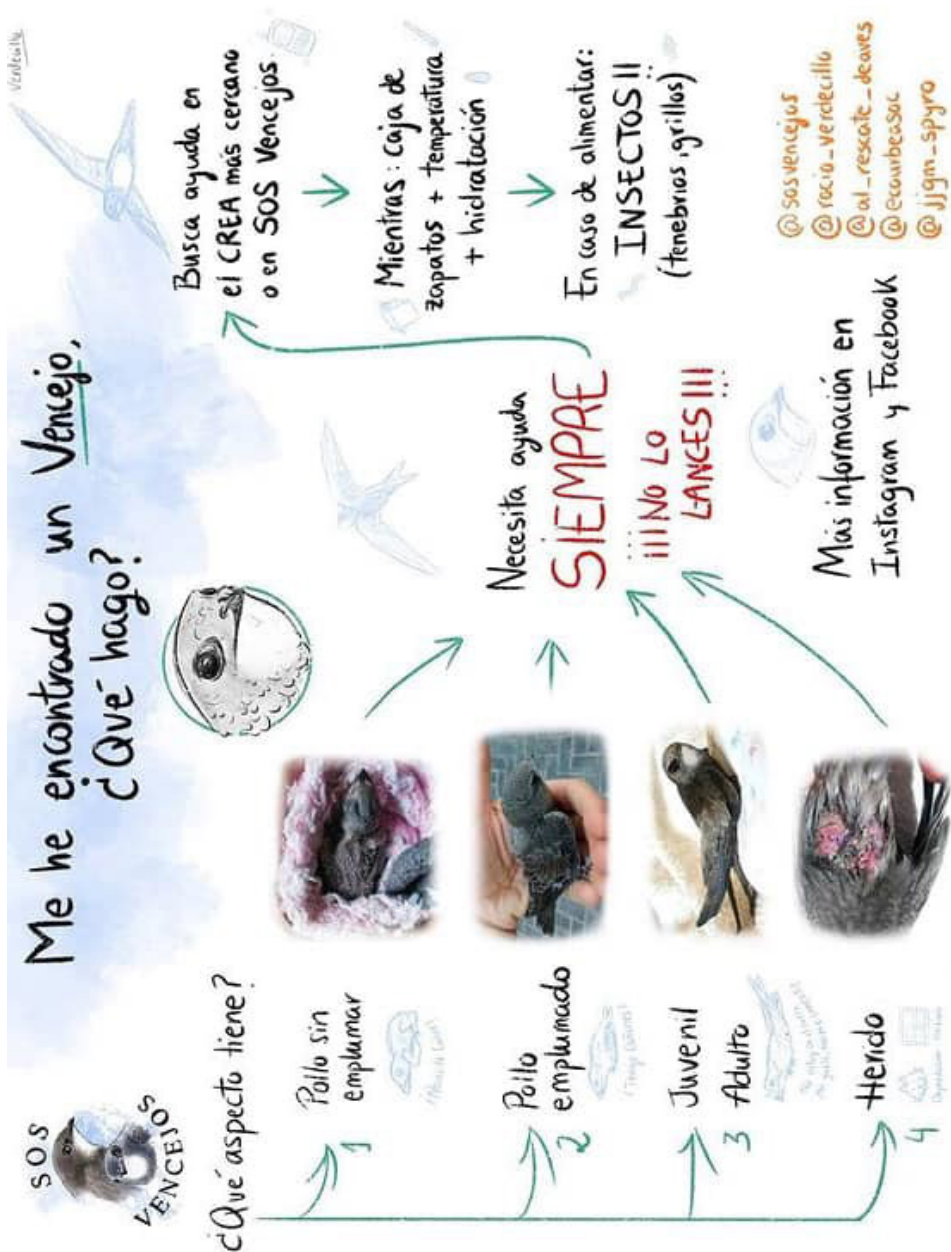 Verdecillo
SOS
VENCEJOS
Me he encontrado un Vencejo,
¿Qué hago?
¿Qué aspecto tiene?
1
Pollo sin
emplumar
2
Pollo
emplumado
3
Juvenil
Adulto
4
Herido
Necesita ayuda
SIEMPRE
¡¡¡NO LO
LANCES!!!
Busca ayuda en
el CREA más cercano
o en SOS Vencejos
Mientras: caja de
zapatos + temperatura
+ hidratación
En caso de alimentar:
INSECTOS!!
(tenebrios, grillos)
Más información en
Instagram y Facebook
@sosvencejos
@rocio_verdecillo
@al_rescate_deaves
@ecourbeasoc
@djgm_spyro